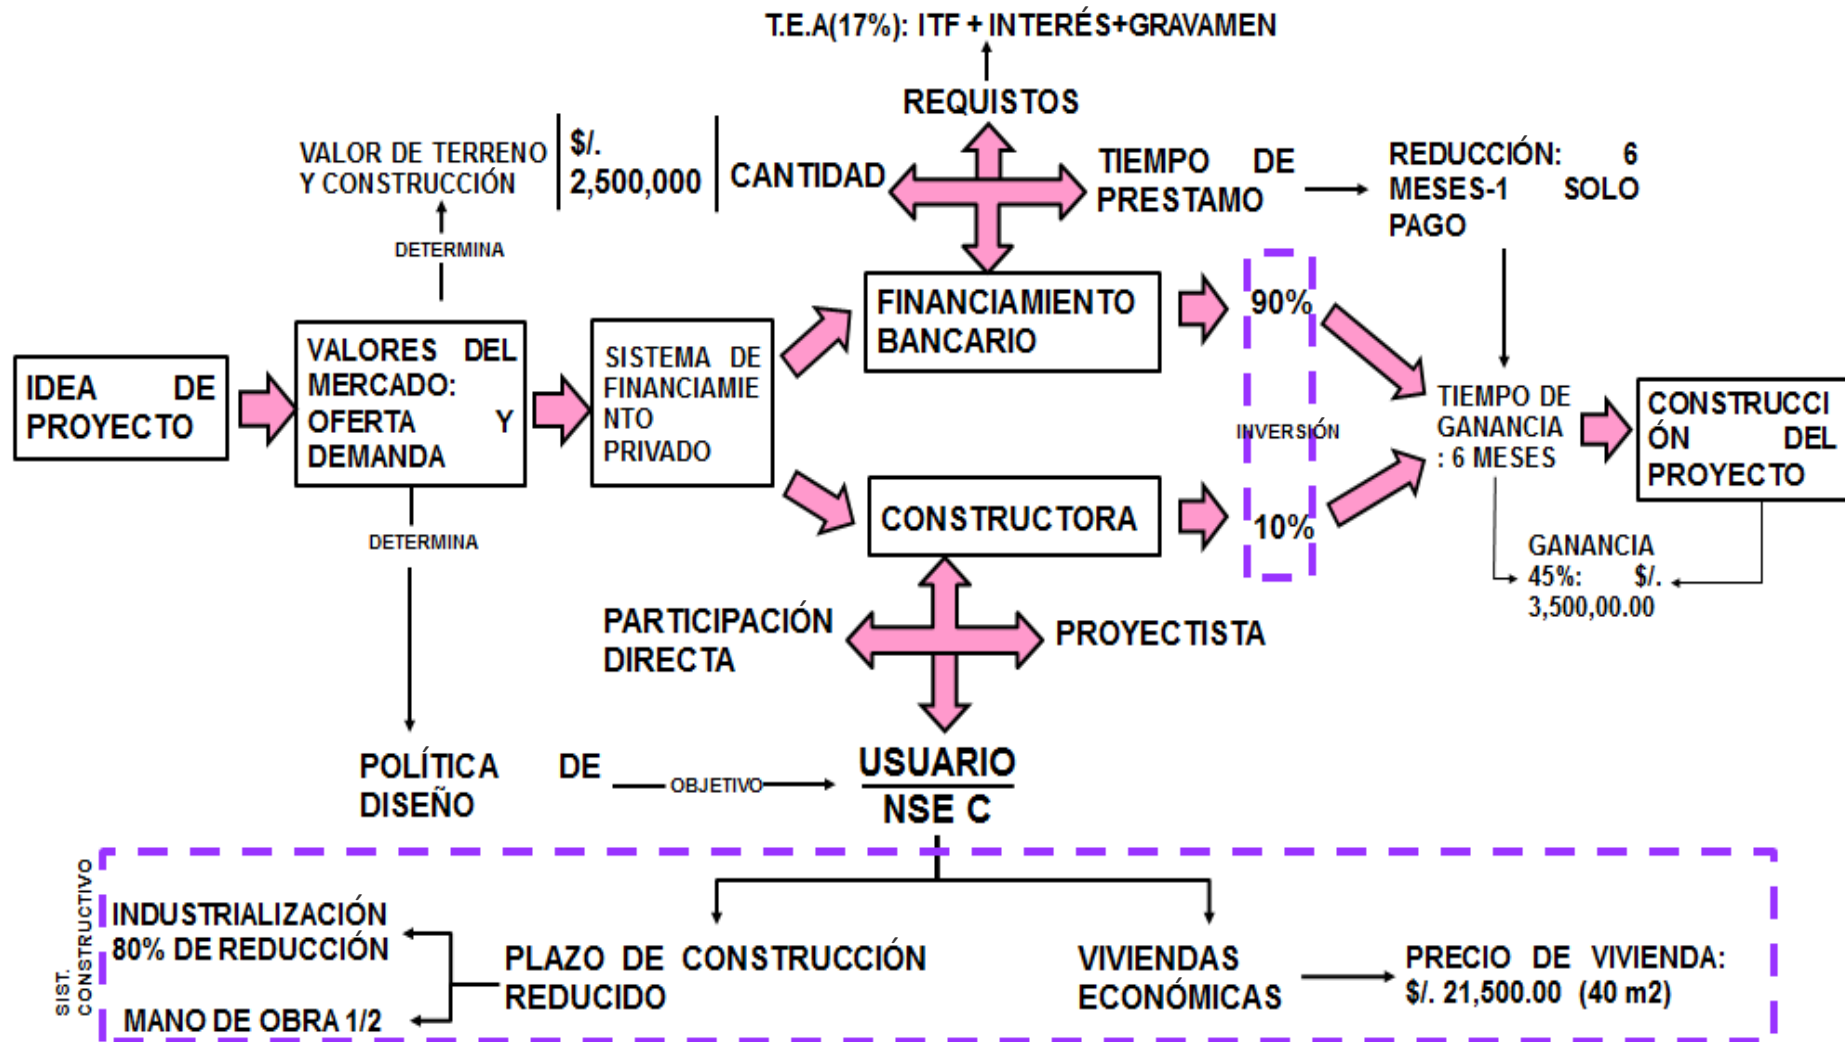 T.E.A(17%): ITF + INTERÉS+GRAVAMEN
REQUISTOS
VALOR DE TERRENO
Y CONSTRUCCIÓN
$/.
2,500,000
CANTIDAD
TIEMPO DE
PRESTAMO
REDUCCIÓN: 6
MESES-1 SOLO
PAGO
DETERMINA
IDEA DE
PROYECTO
VALORES DEL
MERCADO:
OFERTA Y
DEMANDA
SISTEMA DE
FINANCIAMIE
NTO
PRIVADO
FINANCIAMIENTO
BANCARIO
90%
INVERSIÓN
CONSTRUCTORA
10%
TIEMPO DE
GANANCIA
: 6 MESES
CONSTRUCCI
ÓN DEL
PROYECTO
GANANCIA
45%: $/.
3,500,00.00
DETERMINA
PARTICIPACIÓN
DIRECTA
PROYECTISTA
POLÍTICA DE
DISEÑO
OBJETIVO
USUARIO
NSE C
SIST.
CONSTRUCTIVO
INDUSTRIALIZACIÓN
80% DE REDUCCIÓN
MANO DE OBRA 1/2
PLAZO DE CONSTRUCCIÓN
REDUCIDO
VIVIENDAS
ECONÓMICAS
PRECIO DE VIVIENDA:
$/. 21,500.00 (40 m2)